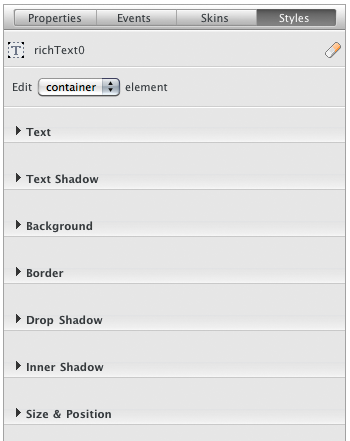 Properties Events Skins Styles
T richText0
Edit container element
Text
Text Shadow
Background
Border
Drop Shadow
Inner Shadow
Size & Position